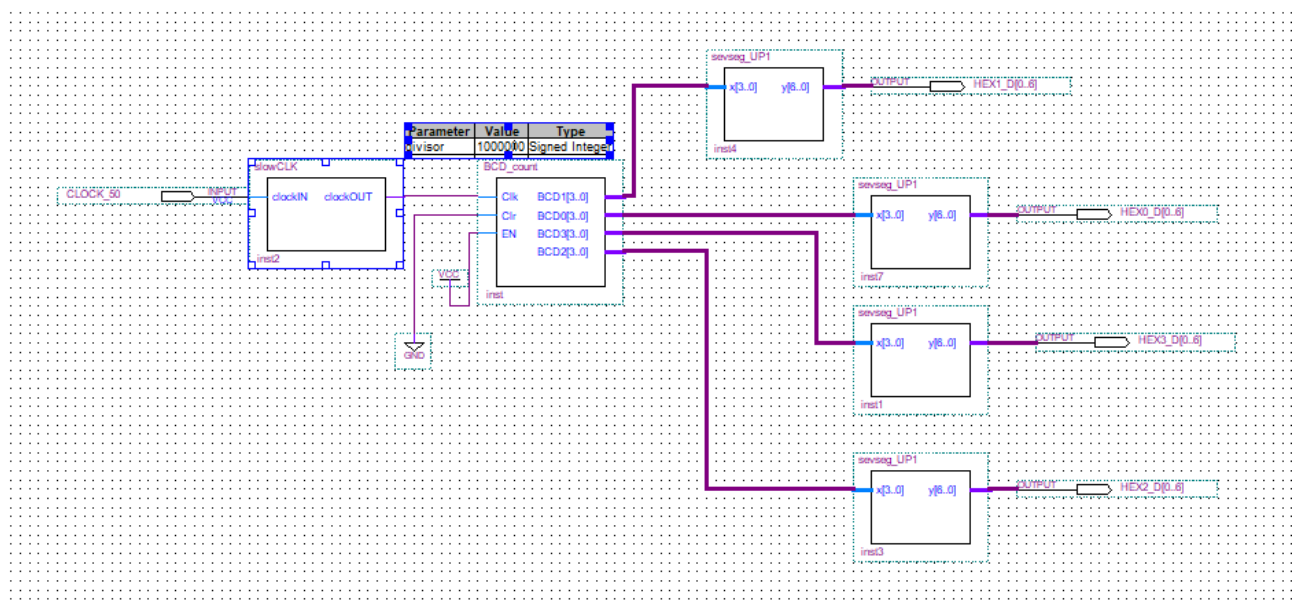 sevseg_UP1
x[3..0] y[6..0]
inst4
OUTPUT HEX1_D[0..6]
Parameter Value Type
divisor 1000000 Signed Integer
slowCLK
clockIN clockOUT
inst2
CLOCK_50 INPUT
VCC
BCD_count
Clk BCD1[3..0]
Clr BCD0[3..0]
EN BCD3[3..0]
BCD2[3..0]
inst
VCC
GND
sevseg_UP1
x[3..0] y[6..0]
inst7
OUTPUT HEX0_D[0..6]
sevseg_UP1
x[3..0] y[6..0]
inst1
OUTPUT HEX3_D[0..6]
sevseg_UP1
x[3..0] y[6..0]
inst3
OUTPUT HEX2_D[0..6]